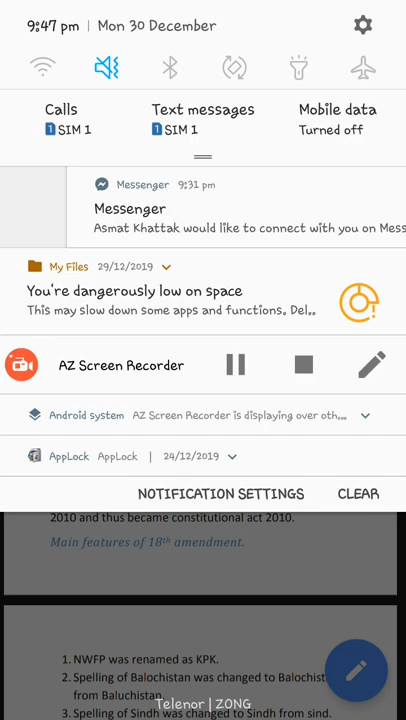 9:47 pm | Mon 30 December
Calls
1 SIM 1
Text messages
1 SIM 1
Mobile data
Turned off
Messenger 9:31 pm
Messenger
Asmat Khattak would like to connect with you on Mess
My Files 29/12/2019
You're dangerously low on space
This may slow down some apps and functions. Del..
AZ Screen Recorder
Android system AZ Screen Recorder is displaying over oth...
AppLock AppLock | 24/12/2019
NOTIFICATION SETTINGS CLEAR
2010 and thus became constitutional act 2010.
Main features of 18th amendment.
1. NWFP was renamed as KPK.
2. Spelling of Balochistan was changed to Balochist
from Baluchistan.
3. Spelling of Sindh was changed to Sindh from sind.
Telenor | ZONG